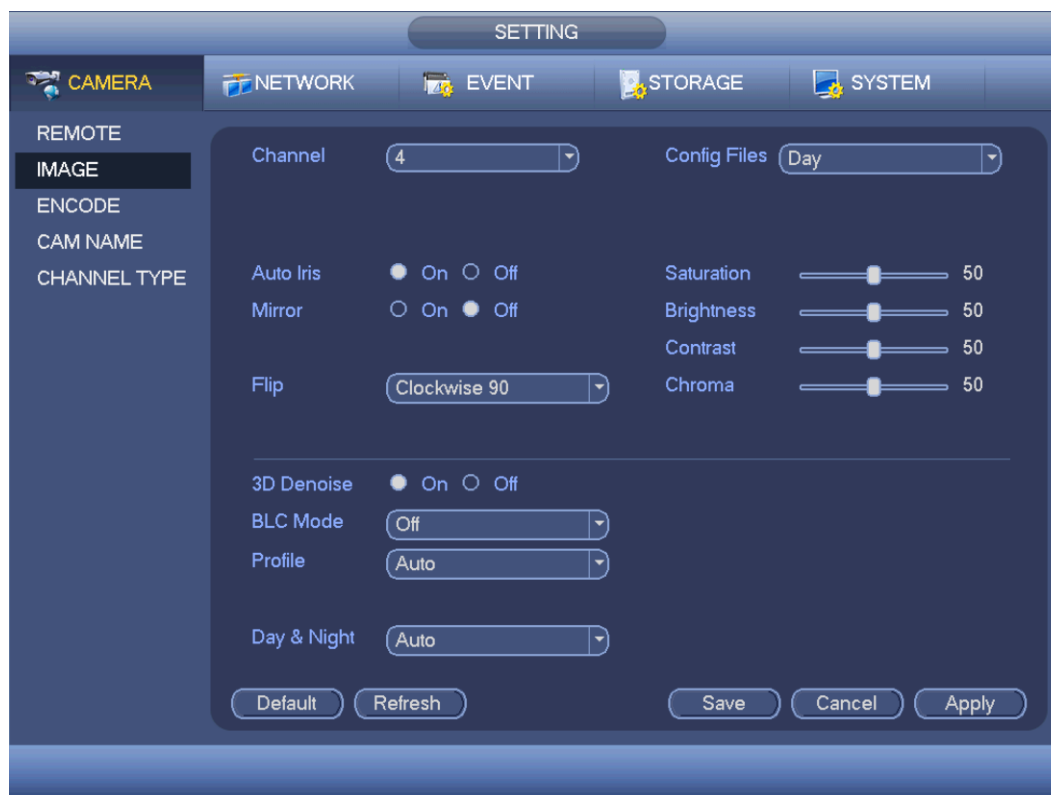 SETTING
CAMERA NETWORK EVENT STORAGE SYSTEM
REMOTE
IMAGE
ENCODE
CAM NAME
CHANNEL TYPE
Channel 4 Config Files Day
Auto Iris On Off Saturation 50
Mirror On Off Brightness 50
Contrast 50
Flip Clockwise 90 Chroma 50
3D Denoise On Off
BLC Mode Off
Profile Auto
Day & Night Auto
Default Refresh Save Cancel Apply